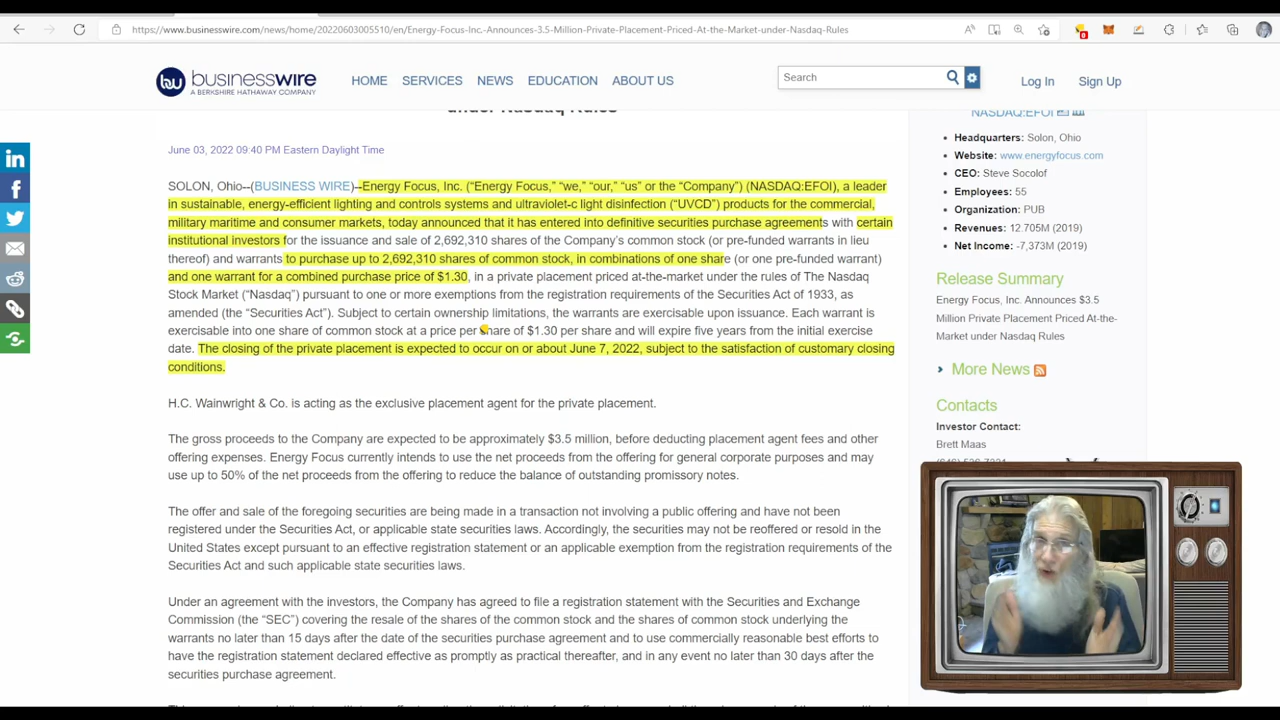 https://www.businesswire.com/news/home/20220603005510/en/Energy-Focus-Inc.-Announces-3.5-Million-Private-Placement-Priced-At-the-Market-under-Nasdaq-Rules
businesswire
A BERKSHIRE HATHAWAY COMPANY
HOME SERVICES NEWS EDUCATION ABOUT US
Search
Log In Sign Up
under Nasdaq Rules
June 03, 2022 09:40 PM Eastern Daylight Time
SOLON, Ohio--(BUSINESS WIRE)--Energy Focus, Inc. (“Energy Focus,” “we,” “our,” “us” or the “Company”) (NASDAQ:EFOI), a leader
in sustainable, energy-efficient lighting and controls systems and ultraviolet-c light disinfection (“UVCD”) products for the commercial,
military maritime and consumer markets, today announced that it has entered into definitive securities purchase agreements with certain
institutional investors for the issuance and sale of 2,692,310 shares of the Company’s common stock (or pre-funded warrants in lieu
thereof) and warrants to purchase up to 2,692,310 shares of common stock, in combinations of one share (or one pre-funded warrant)
and one warrant for a combined purchase price of $1.30, in a private placement priced at-the-market under the rules of The Nasdaq
Stock Market (“Nasdaq”) pursuant to one or more exemptions from the registration requirements of the Securities Act of 1933, as
amended (the “Securities Act”). Subject to certain ownership limitations, the warrants are exercisable upon issuance. Each warrant is
exercisable into one share of common stock at a price per share of $1.30 per share and will expire five years from the initial exercise
date. The closing of the private placement is expected to occur on or about June 7, 2022, subject to the satisfaction of customary closing
conditions.
H.C. Wainwright & Co. is acting as the exclusive placement agent for the private placement.
The gross proceeds to the Company are expected to be approximately $3.5 million, before deducting placement agent fees and other
offering expenses. Energy Focus currently intends to use the net proceeds from the offering for general corporate purposes and may
use up to 50% of the net proceeds from the offering to reduce the balance of outstanding promissory notes.
The offer and sale of the foregoing securities are being made in a transaction not involving a public offering and have not been
registered under the Securities Act, or applicable state securities laws. Accordingly, the securities may not be reoffered or resold in the
United States except pursuant to an effective registration statement or an applicable exemption from the registration requirements of the
Securities Act and such applicable state securities laws.
Under an agreement with the investors, the Company has agreed to file a registration statement with the Securities and Exchange
Commission (the “SEC”) covering the resale of the shares of the common stock and the shares of common stock underlying the
warrants no later than 15 days after the date of the securities purchase agreement and to use commercially reasonable best efforts to
have the registration statement declared effective as promptly as practical thereafter, and in any event no later than 30 days after the
securities purchase agreement.
NASDAQ:EFOI
Headquarters: Solon, Ohio
Website: www.energyfocus.com
CEO: Steve Socolof
Employees: 55
Organization: PUB
Revenues: 12.705M (2019)
Net Income: -7,373M (2019)
Release Summary
Energy Focus, Inc. Announces $3.5
Million Private Placement Priced At-the-
Market under Nasdaq Rules
More News
Contacts
Investor Contact:
Brett Maas